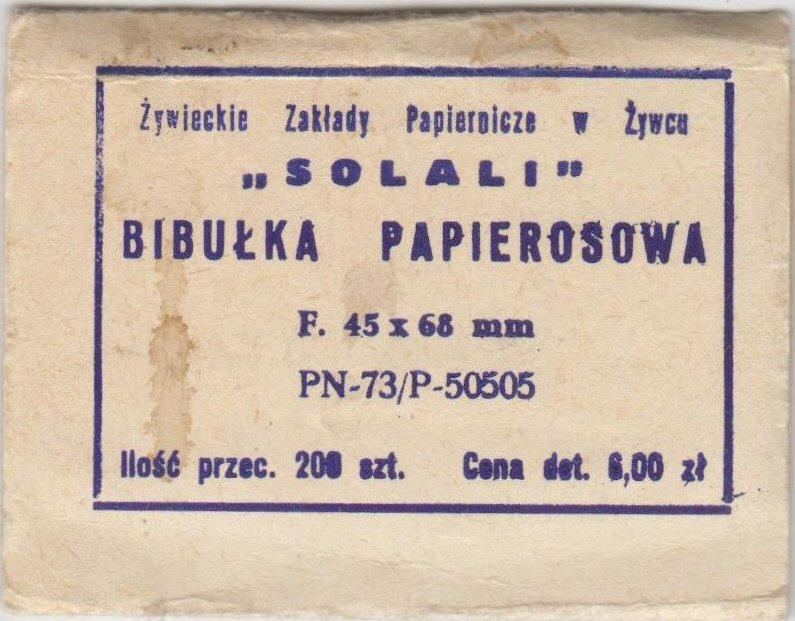 Żywieckie Zakłady Papiernicze w Żywcu
„SOLALI”
BIBUŁKA PAPIEROSOWA
F. 45 x 68 mm
PN-73/P-50505
Ilość przec. 200 szt. Cena det. 6,00 zł